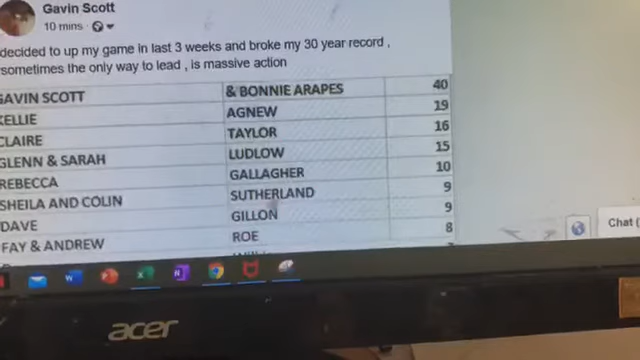 Gavin Scott
10 mins
decided to up my game in last 3 weeks and broke my 30 year record ,
sometimes the only way to lead , is massive action
GAVIN SCOTT & BONNIE ARAPES 40
KELLIE AGNEW 19
CLAIRE TAYLOR 16
GLENN & SARAH LUDLOW 15
REBECCA GALLAGHER 10
SHEILA AND COLIN SUTHERLAND 9
DAVE GILLON 9
FAY & ANDREW ROE 8
Chat (
acer